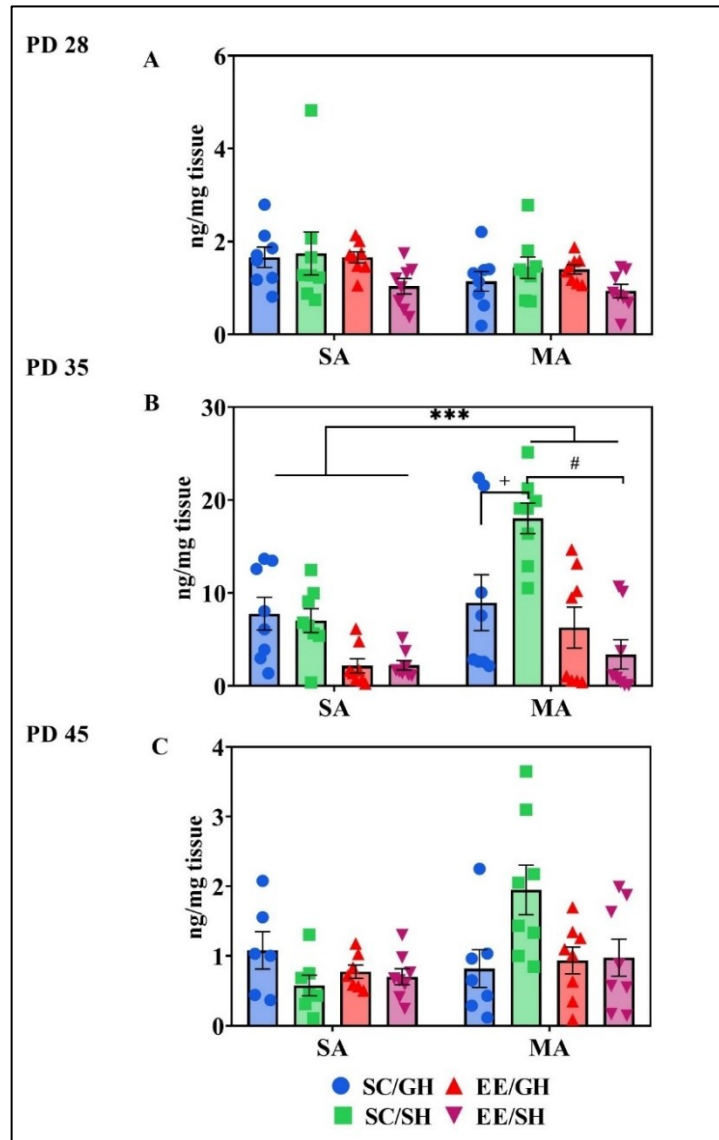 PD 28
A
6
4
2
0
ng/mg tissue
SA MA
PD 35
B
30
20
10
0
ng/mg tissue
***
+ #
SA MA
PD 45
C
4
3
2
1
0
ng/mg tissue
SA MA
SC/GH EE/GH
SC/SH EE/SH